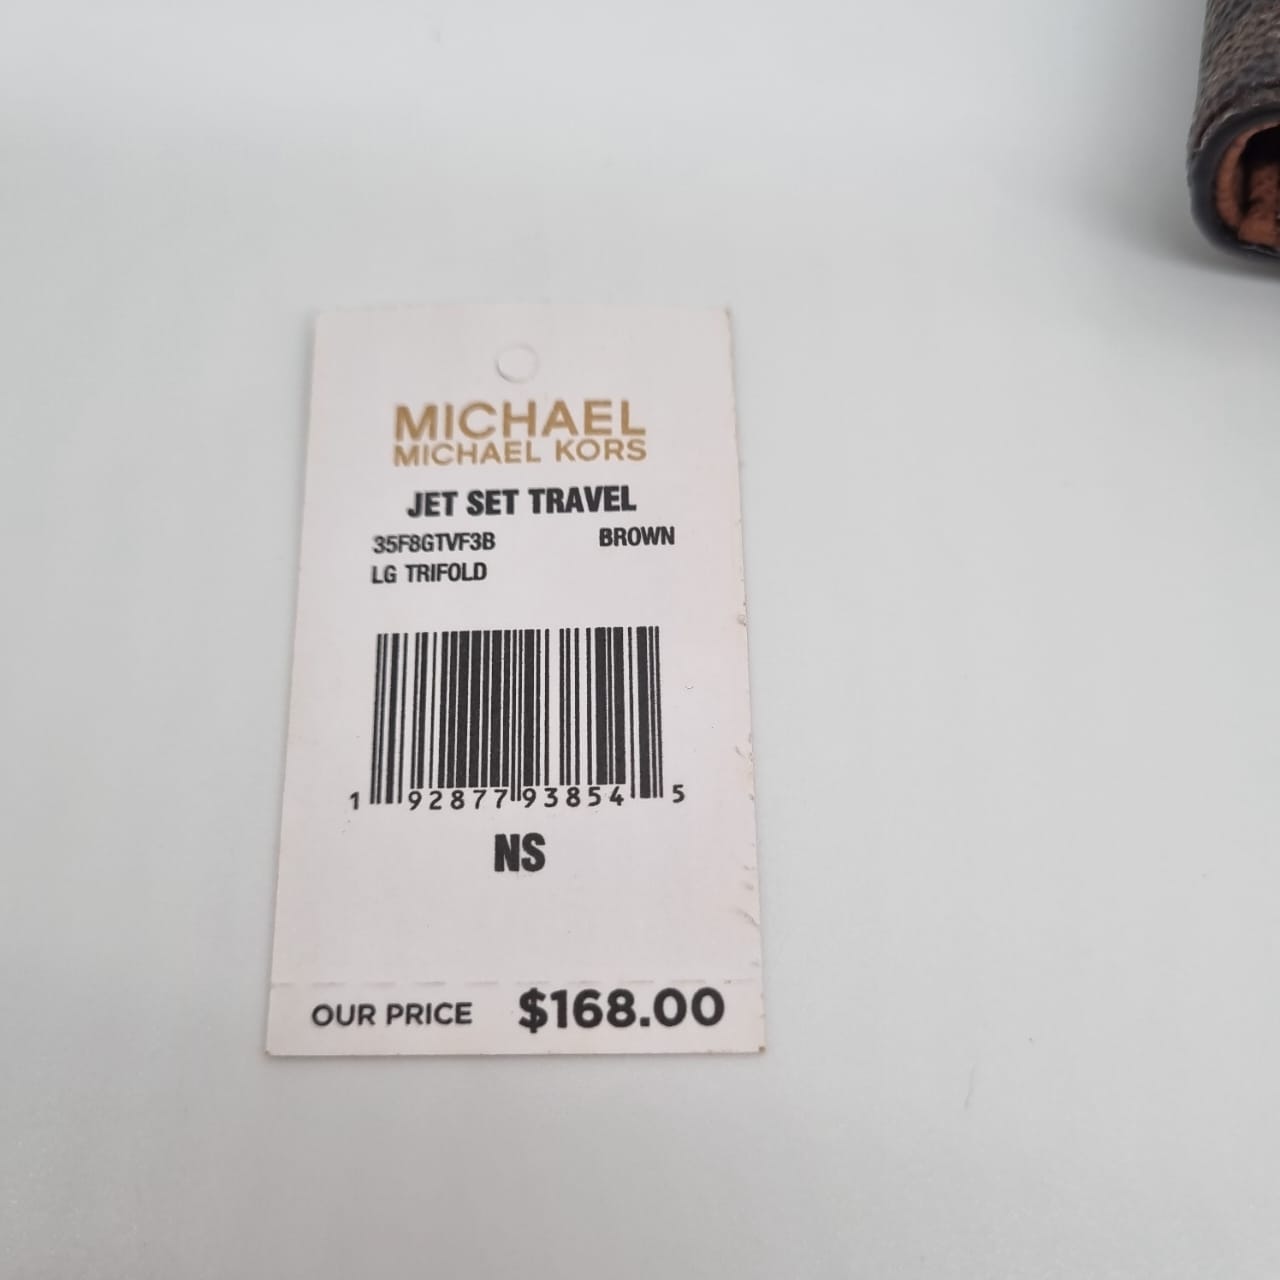 MICHAEL
MICHAEL KORS
JET SET TRAVEL
35F8GTVF3B BROWN
LG TRIFOLD
1 92877 93854 5
NS
OUR PRICE $168.00